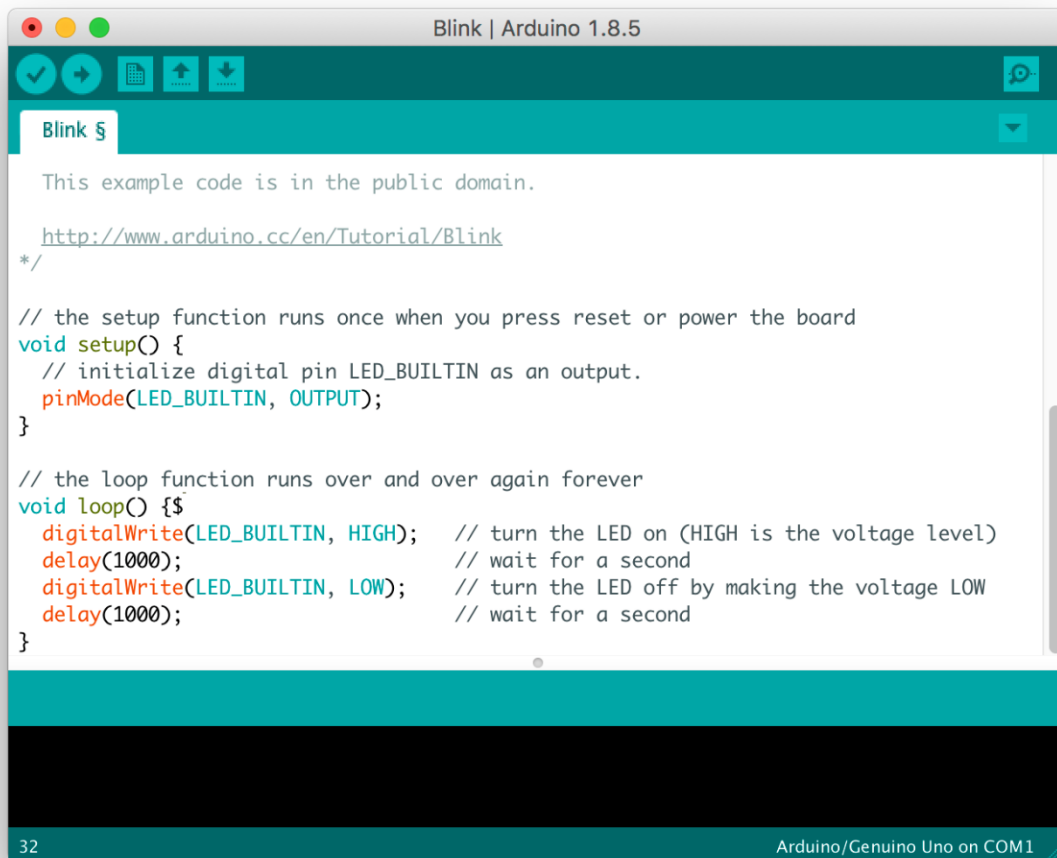 Blink | Arduino 1.8.5
Blink §
This example code is in the public domain.
http://www.arduino.cc/en/Tutorial/Blink
*/
// the setup function runs once when you press reset or power the board
void setup() {
  // initialize digital pin LED_BUILTIN as an output.
  pinMode(LED_BUILTIN, OUTPUT);
}
// the loop function runs over and over again forever
void loop() {$
  digitalWrite(LED_BUILTIN, HIGH);   // turn the LED on (HIGH is the voltage level)
  delay(1000);                       // wait for a second
  digitalWrite(LED_BUILTIN, LOW);    // turn the LED off by making the voltage LOW
  delay(1000);                       // wait for a second
}
32 Arduino/Genuino Uno on COM1